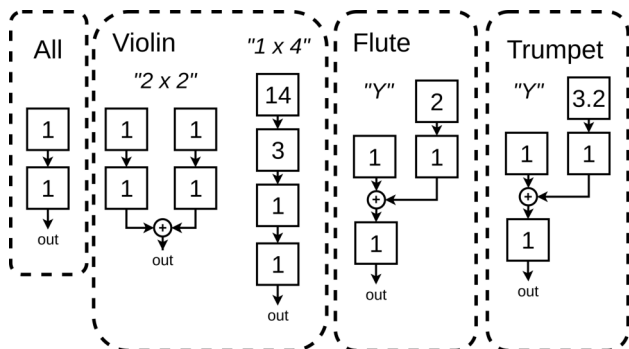 All
1
1
out
Violin
"2 x 2"
1 1
1 1
+
out
"1 x 4"
14
3
1
1
out
Flute
"Y"
2
1 1
+
1
out
Trumpet
"Y"
3.2
1 1
+
1
out